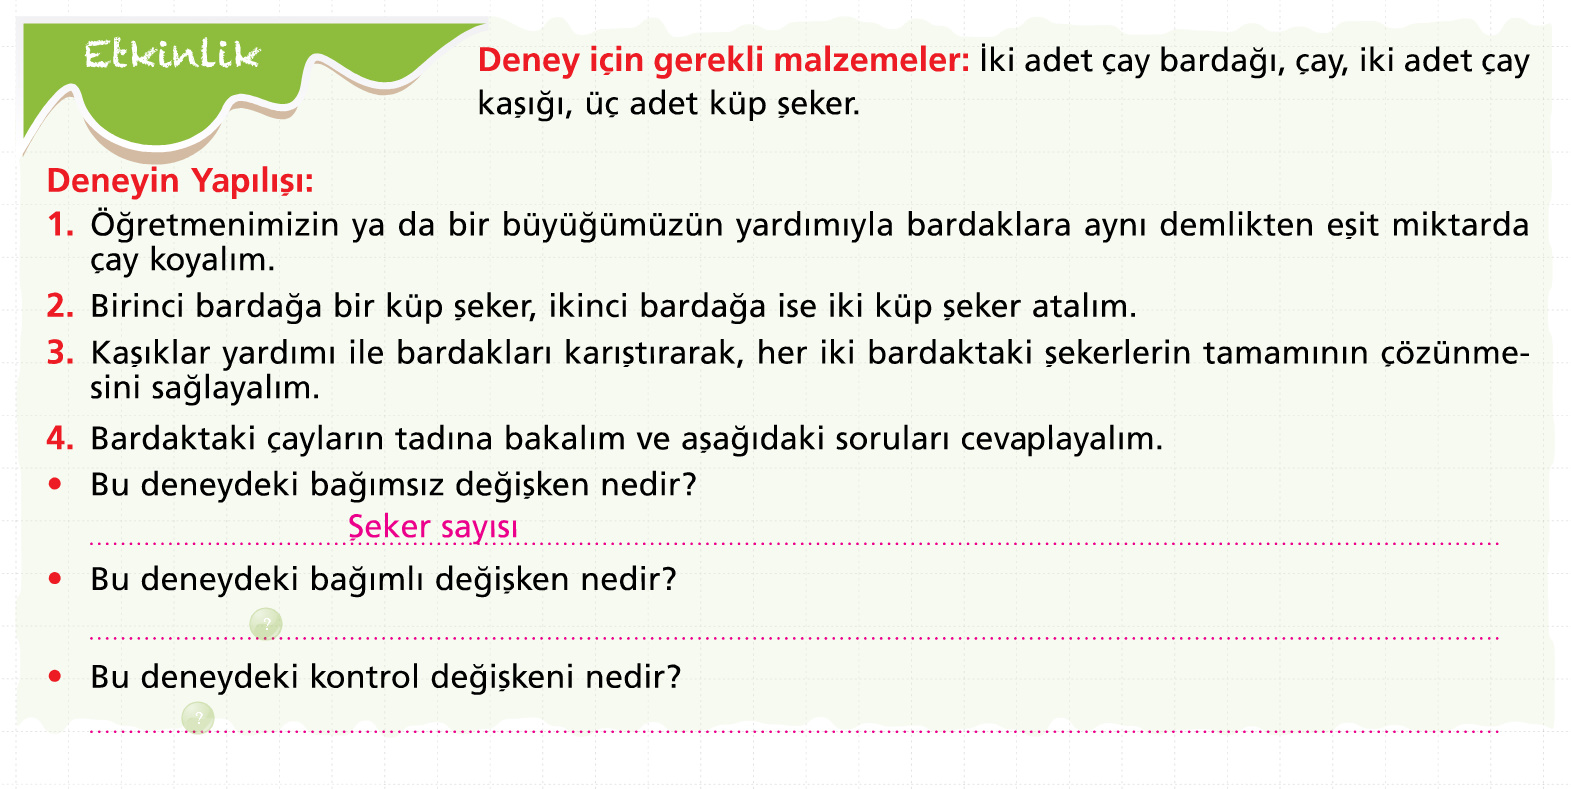 Etkinlik
Deney için gerekli malzemeler: İki adet çay bardağı, çay, iki adet çay
kaşığı, üç adet küp şeker.
Deneyin Yapılışı:
1. Öğretmenimizin ya da bir büyüğümüzün yardımıyla bardaklara aynı demlikten eşit miktarda
çay koyalım.
2. Birinci bardağa bir küp şeker, ikinci bardağa ise iki küp şeker atalım.
3. Kaşıklar yardımı ile bardakları karıştırarak, her iki bardaktaki şekerlerin tamamının çözünme-
sini sağlayalım.
4. Bardaktaki çayların tadına bakalım ve aşağıdaki soruları cevaplayalım.
• Bu deneydeki bağımsız değişken nedir?
Şeker sayısı
• Bu deneydeki bağımlı değişken nedir?
?
• Bu deneydeki kontrol değişkeni nedir?
?